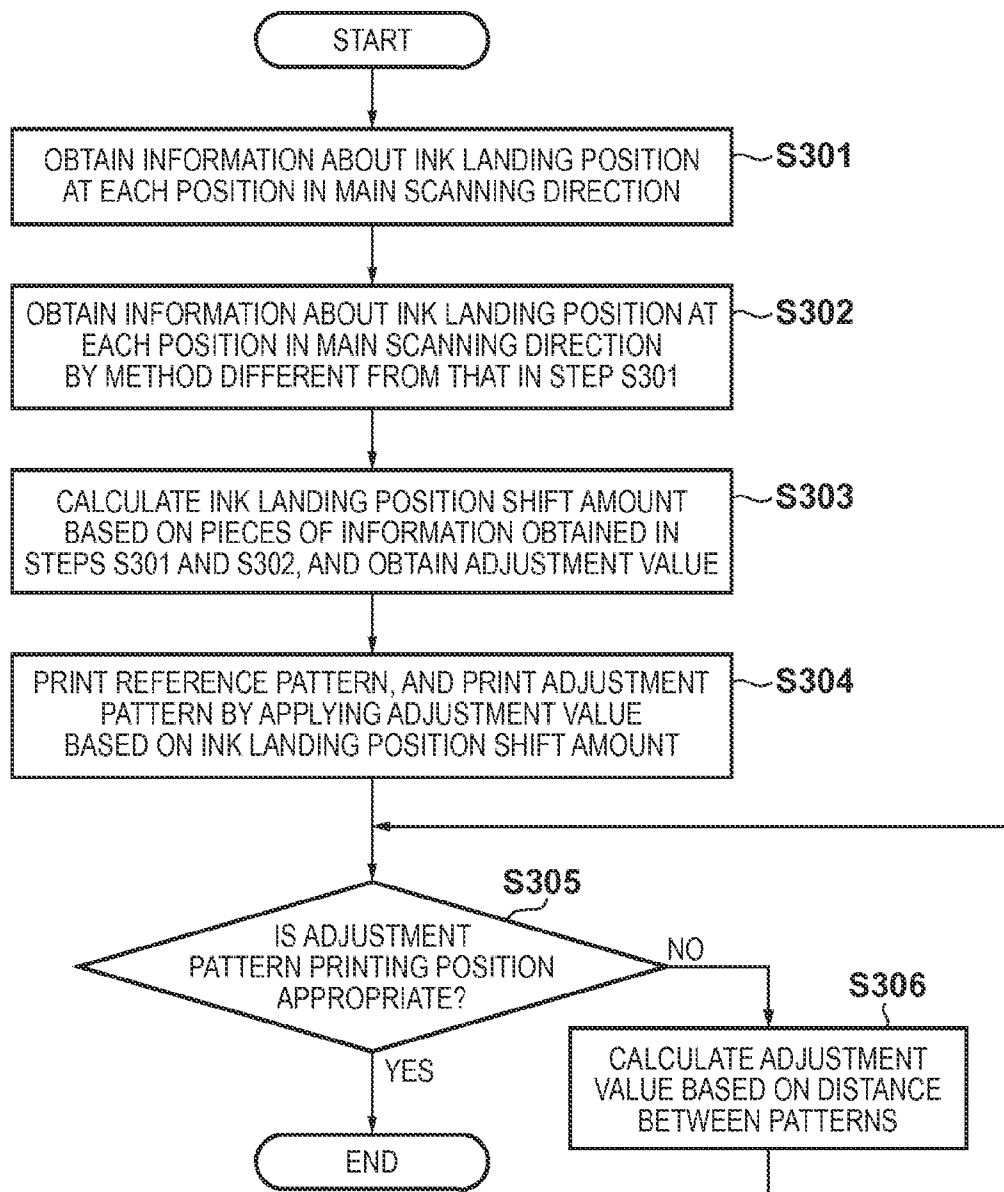 START
OBTAIN INFORMATION ABOUT INK LANDING POSITION
AT EACH POSITION IN MAIN SCANNING DIRECTION
S301
OBTAIN INFORMATION ABOUT INK LANDING POSITION AT
EACH POSITION IN MAIN SCANNING DIRECTION
BY METHOD DIFFERENT FROM THAT IN STEP S301
S302
CALCULATE INK LANDING POSITION SHIFT AMOUNT
BASED ON PIECES OF INFORMATION OBTAINED IN
STEPS S301 AND S302, AND OBTAIN ADJUSTMENT VALUE
S303
PRINT REFERENCE PATTERN, AND PRINT ADJUSTMENT
PATTERN BY APPLYING ADJUSTMENT VALUE
BASED ON INK LANDING POSITION SHIFT AMOUNT
S304
S305
IS ADJUSTMENT
PATTERN PRINTING POSITION
APPROPRIATE?
NO
YES
S306
CALCULATE ADJUSTMENT
VALUE BASED ON DISTANCE
BETWEEN PATTERNS
END